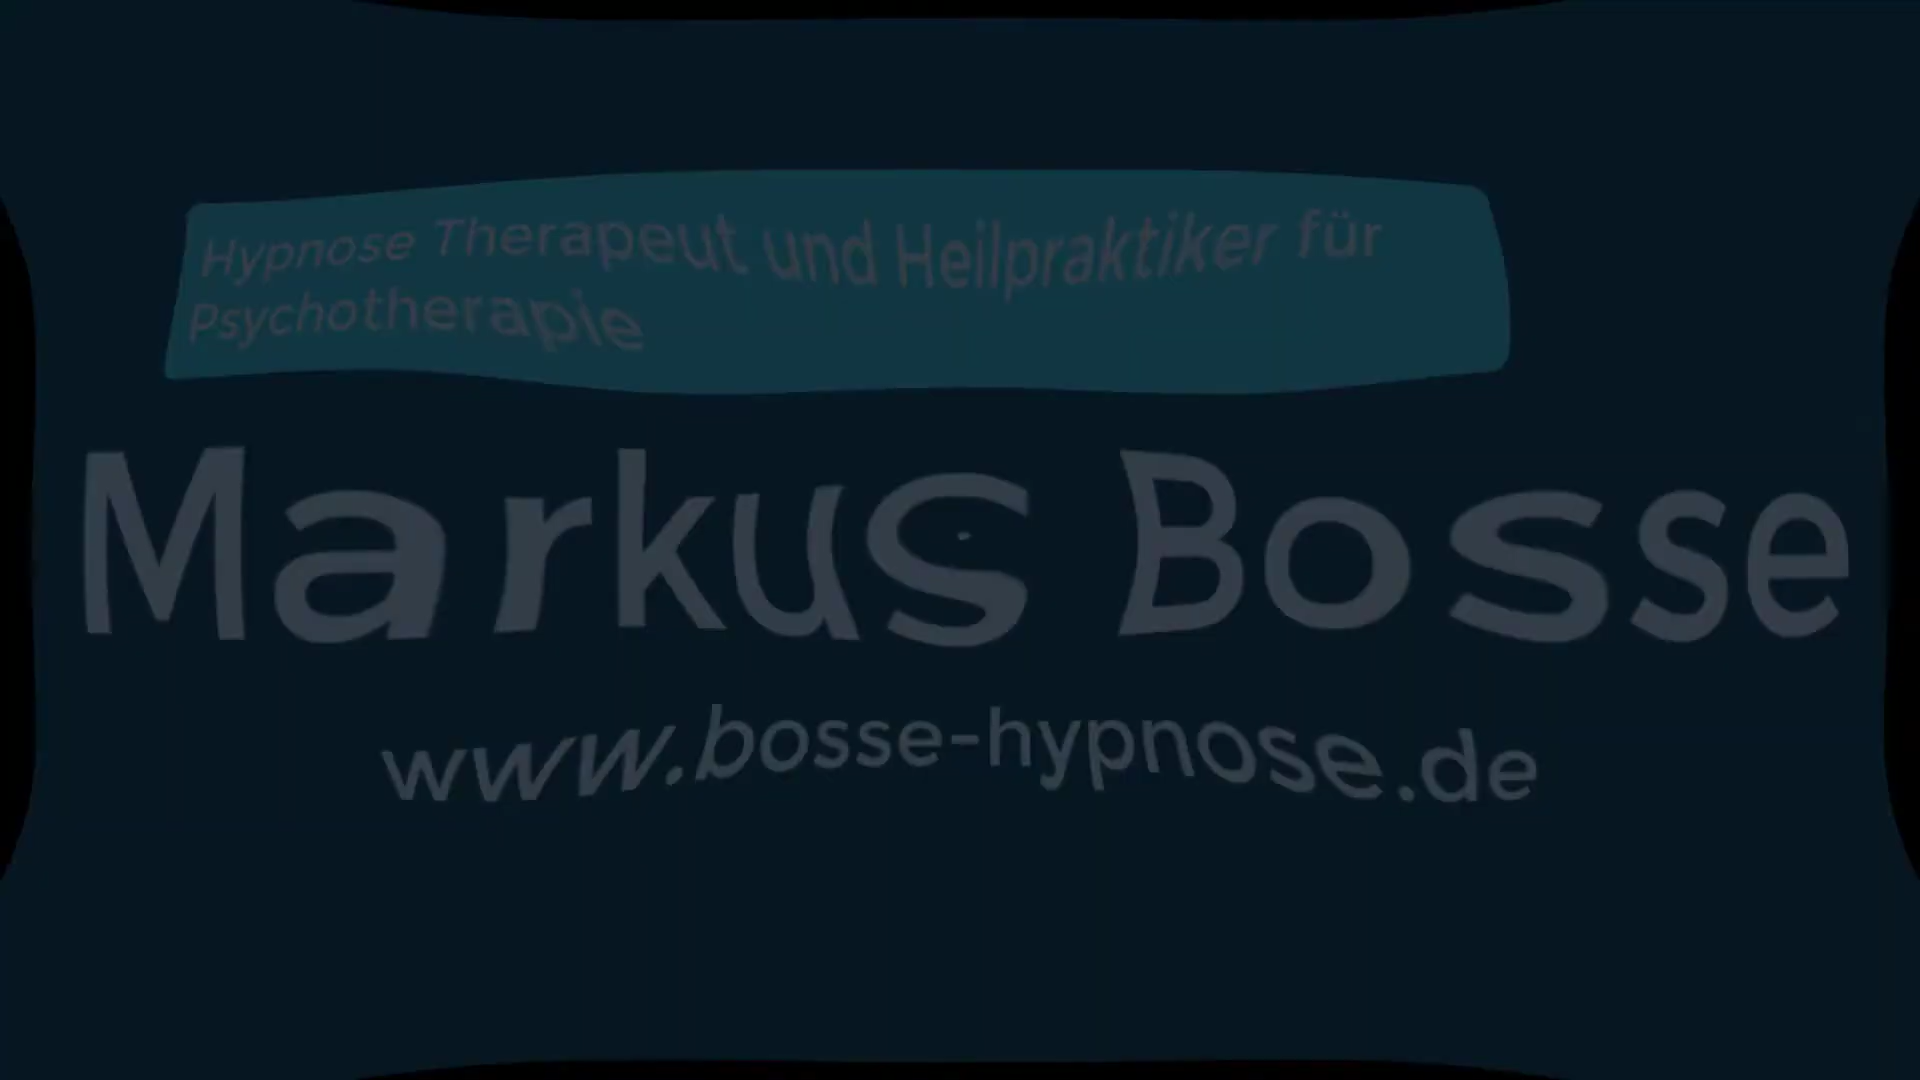 Hypnose Therapeut und Heilpraktiker für
Psychotherapie
Markus Bosse
www.bosse-hypnose.de